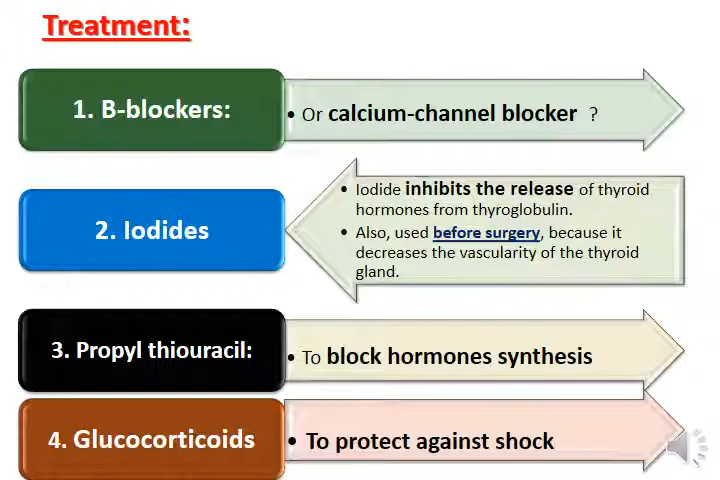 Treatment:
1. B-blockers:
• Or calcium-channel blocker ?
2. Iodides
• Iodide inhibits the release of thyroid
hormones from thyroglobulin.
• Also, used before surgery, because it
decreases the vascularity of the thyroid
gland.
3. Propyl thiouracil:
• To block hormones synthesis
4. Glucocorticoids
• To protect against shock